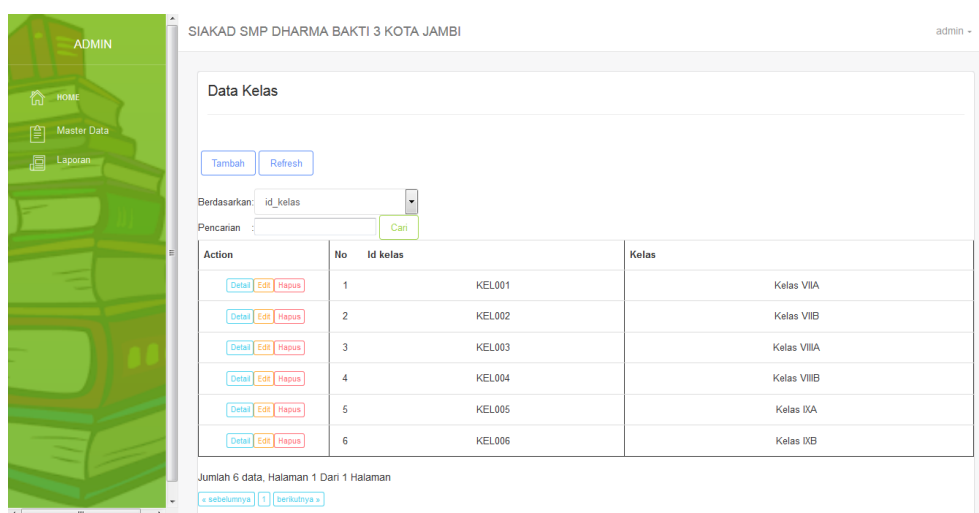 ADMIN
HOME
Master Data
Laporan
SIAKAD SMP DHARMA BAKTI 3 KOTA JAMBI
admin
Data Kelas
Tambah Refresh
Berdasarkan: id_kelas
Pencarian : Cari
Action No Id kelas Kelas
Detail Edit Hapus 1 KEL001 Kelas VIIA
Detail Edit Hapus 2 KEL002 Kelas VIIB
Detail Edit Hapus 3 KEL003 Kelas VIIIA
Detail Edit Hapus 4 KEL004 Kelas VIIIB
Detail Edit Hapus 5 KEL005 Kelas IXA
Detail Edit Hapus 6 KEL006 Kelas IXB
Jumlah 6 data, Halaman 1 Dari 1 Halaman
« sebelumnya 1 berikutnya »